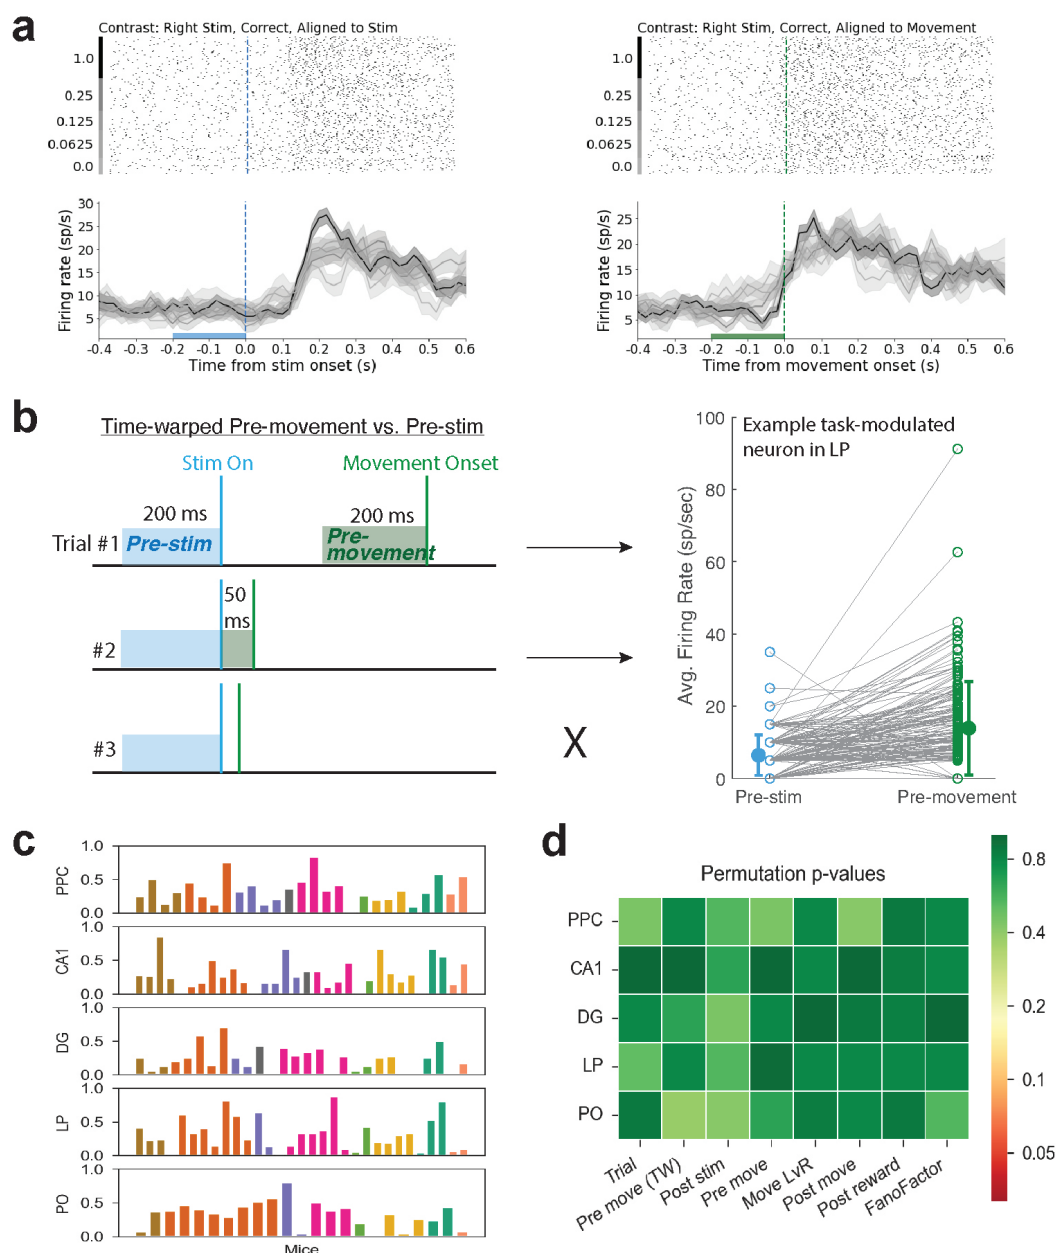 a
Contrast: Right Stim, Correct, Aligned to Stim
1.0
0.25
0.125
0.0625
0.0
Firing rate (sp/s)
30
25
20
15
10
5
-0.4 -0.3 -0.2 -0.1 0.0 0.1 0.2 0.3 0.4 0.5 0.6
Time from stim onset (s)
Contrast: Right Stim, Correct, Aligned to Movement
1.0
0.25
0.125
0.0625
0.0
Firing rate (sp/s)
25
20
15
10
5
-0.4 -0.3 -0.2 -0.1 0.0 0.1 0.2 0.3 0.4 0.5 0.6
Time from movement onset (s)
b
Time-warped Pre-movement vs. Pre-stim
Stim On
Movement Onset
200 ms
200 ms
Trial #1
Pre-stim
Pre-
movement
50
ms
#2
#3
X
Example task-modulated
neuron in LP
Avg. Firing Rate (sp/sec)
100
80
60
40
20
0
Pre-stim
Pre-movement
c
PPC
1.0
0.5
0.0
CA1
1.0
0.5
0.0
DG
1.0
0.5
0.0
LP
1.0
0.5
0.0
PO
1.0
0.5
0.0
Mice
d
Permutation p-values
PPC
CA1
DG
LP
PO
Trial
Pre move (TW)
Post stim
Pre move
Move LvR
Post move
Post reward
FanoFactor
0.8
0.4
0.2
0.1
0.05